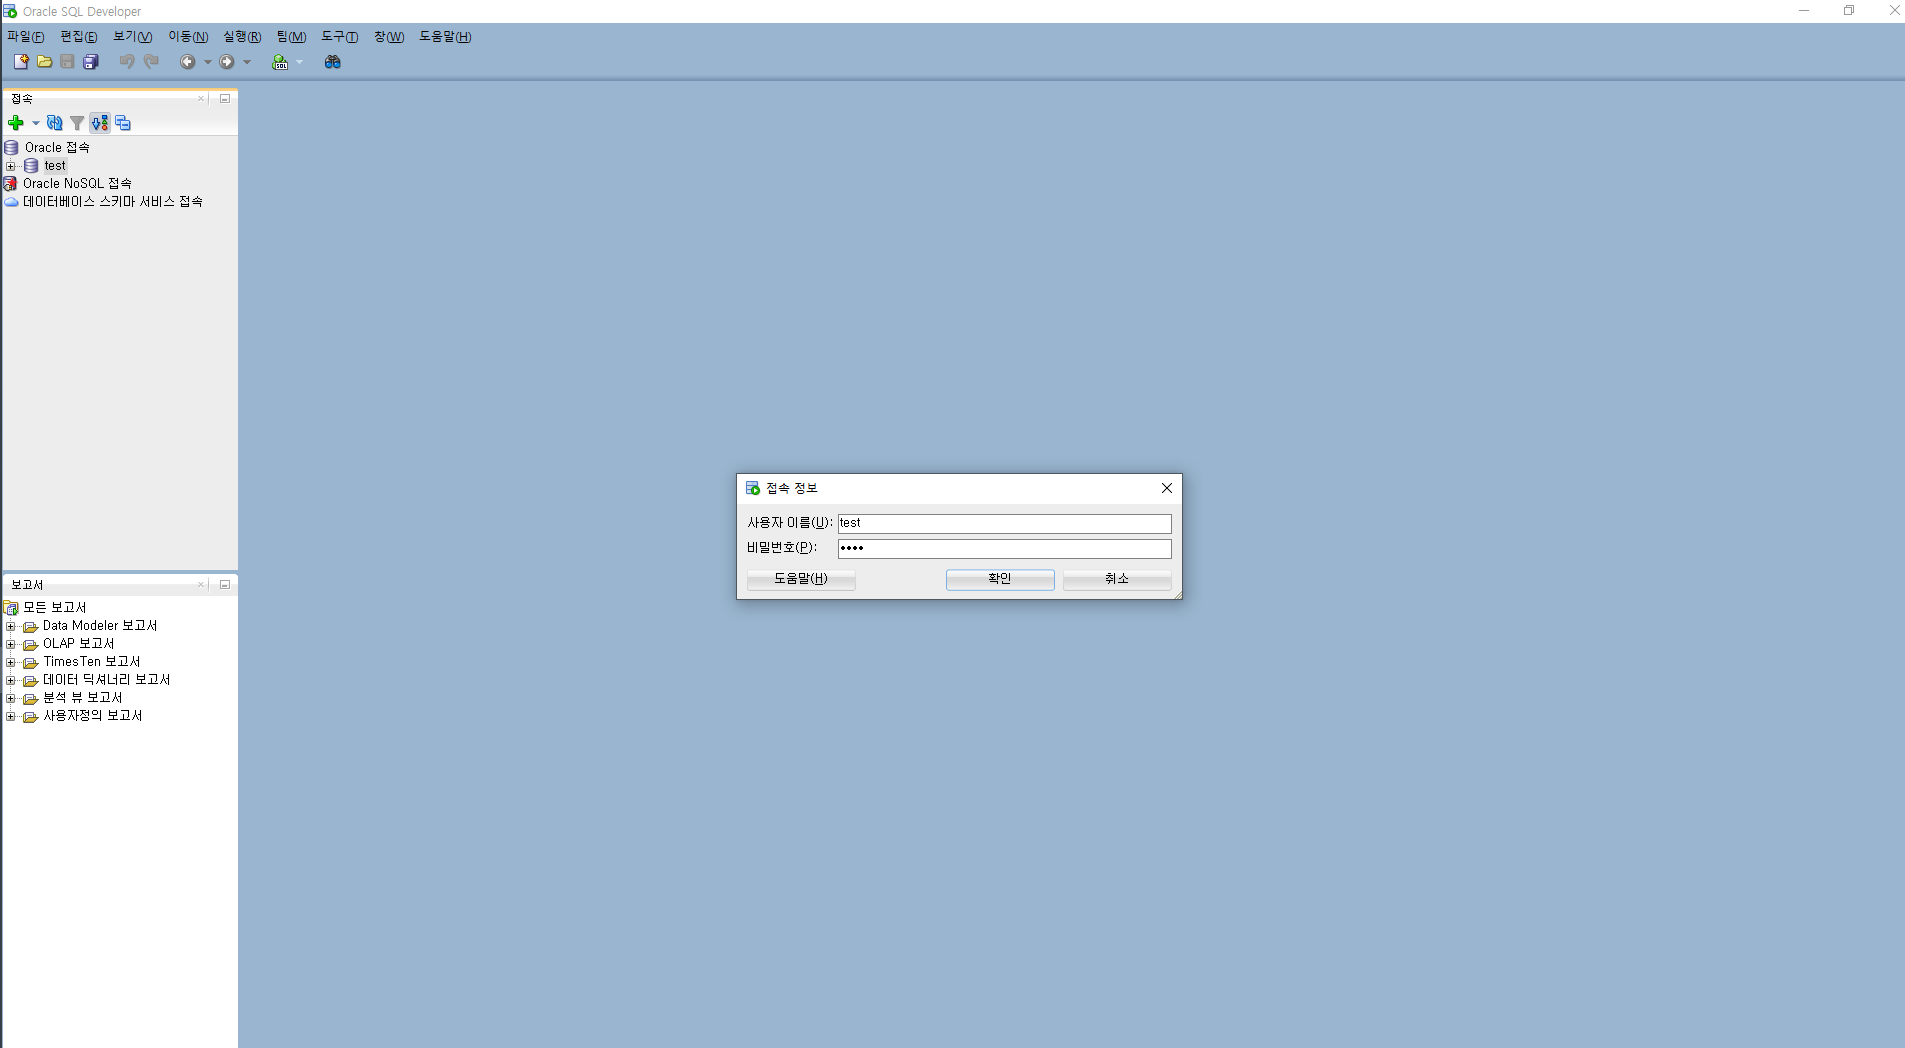 Oracle SQL Developer
파일(F) 편집(E) 보기(V) 이동(N) 실행(R) 팀(M) 도구(T) 창(W) 도움말(H)
SQL
접속
Oracle 접속
test
Oracle NoSQL 접속
데이터베이스 스키마 서비스 접속
접속 정보
사용자 이름(U): test
비밀번호(P): ••••
도움말(H) 확인 취소
보고서
모든 보고서
Data Modeler 보고서
OLAP 보고서
TimesTen 보고서
데이터 딕셔너리 보고서
분석 뷰 보고서
사용자정의 보고서